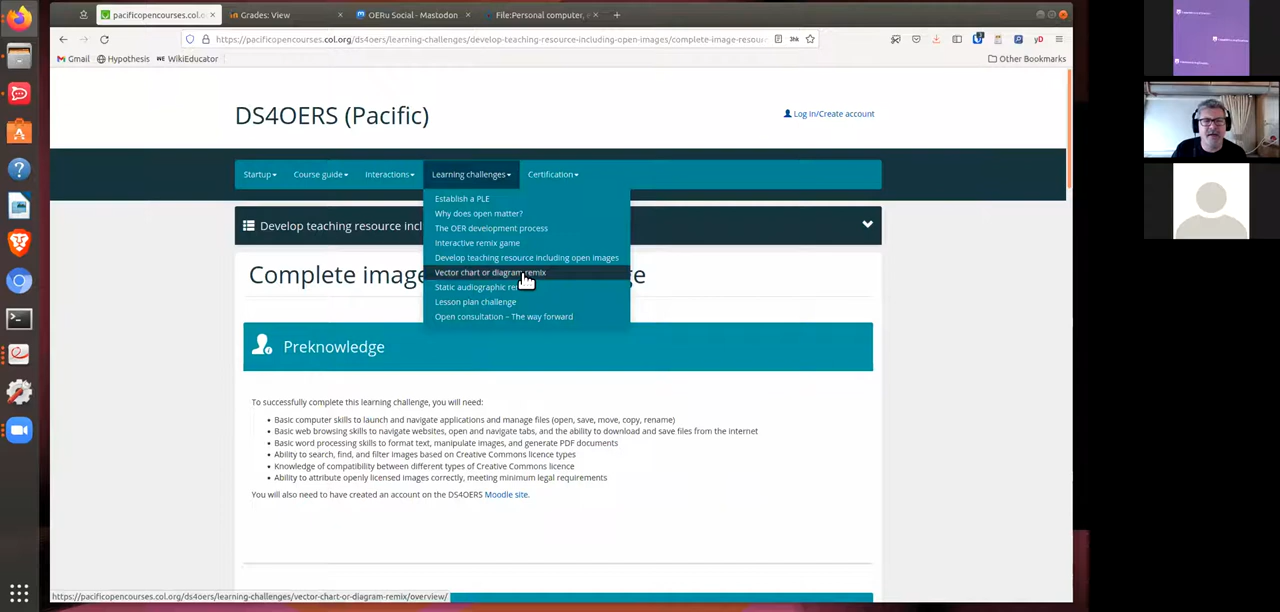 pacificopencourses.col.o
Grades: View
OERu Social - Mastodon
File:Personal computer,
https://pacificopencourses.col.org/ds4oers/learning-challenges/develop-teaching-resource-including-open-images/complete-image-resou
Gmail
Hypothesis
WikiEducator
Other Bookmarks
DS4OERS (Pacific)
Log in/Create account
Startup
Course guide
Interactions
Learning challenges
Certification
Establish a PLE
Why does open matter?
The OER development process
Interactive remix game
Develop teaching resource including open images
Vector chart or diagram remix
Static audiographic re
Lesson plan challenge
Open consultation – The way forward
Develop teaching resource incl
Complete imag
e
Preknowledge
To successfully complete this learning challenge, you will need:
• Basic computer skills to launch and navigate applications and manage files (open, save, move, copy, rename)
• Basic web browsing skills to navigate websites, open and navigate tabs, and the ability to download and save files from the internet
• Basic word processing skills to format text, manipulate images, and generate PDF documents
• Ability to search, find, and filter images based on Creative Commons licence types
• Knowledge of compatibility between different types of Creative Commons licence
• Ability to attribute openly licensed images correctly, meeting minimum legal requirements
You will also need to have created an account on the DS4OERS Moodle site.
https://pacificopencourses.col.org/ds4oers/learning-challenges/vector-chart-or-diagram-remix/overview/